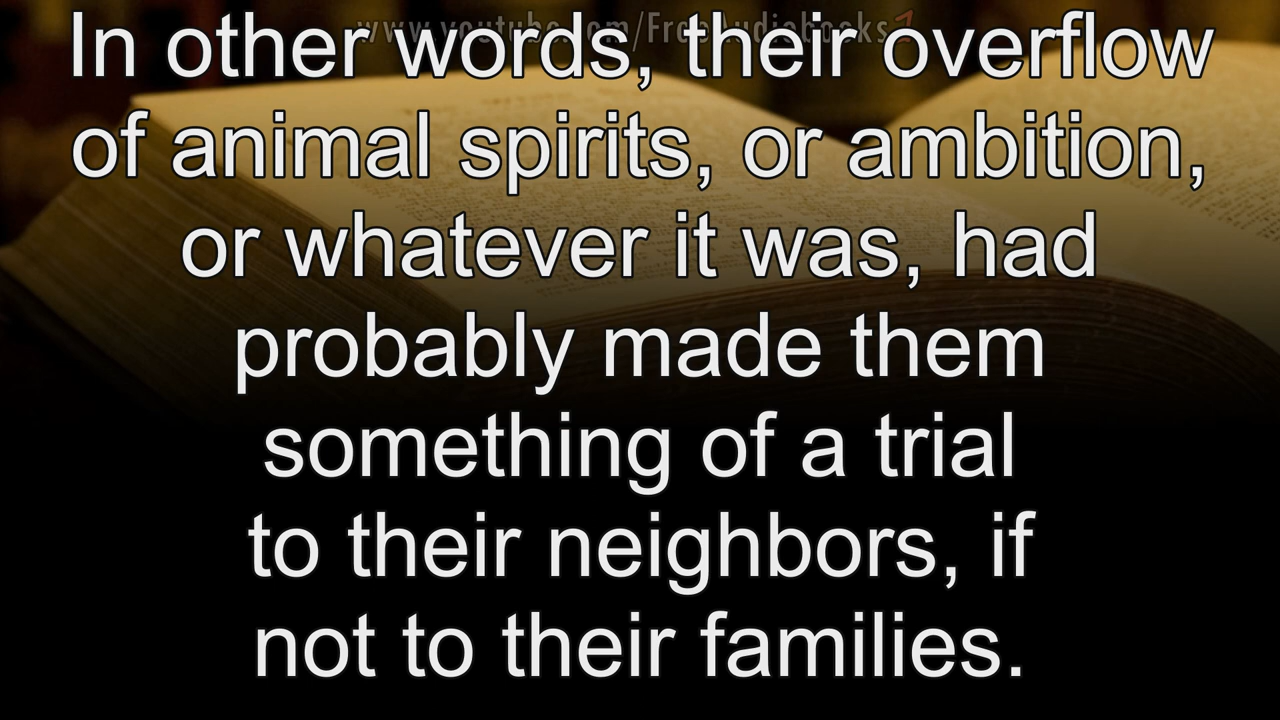 www.youtube.com/FreeAudiobooks
In other words, their overflow
of animal spirits, or ambition,
or whatever it was, had
probably made them
something of a trial
to their neighbors, if
not to their families.